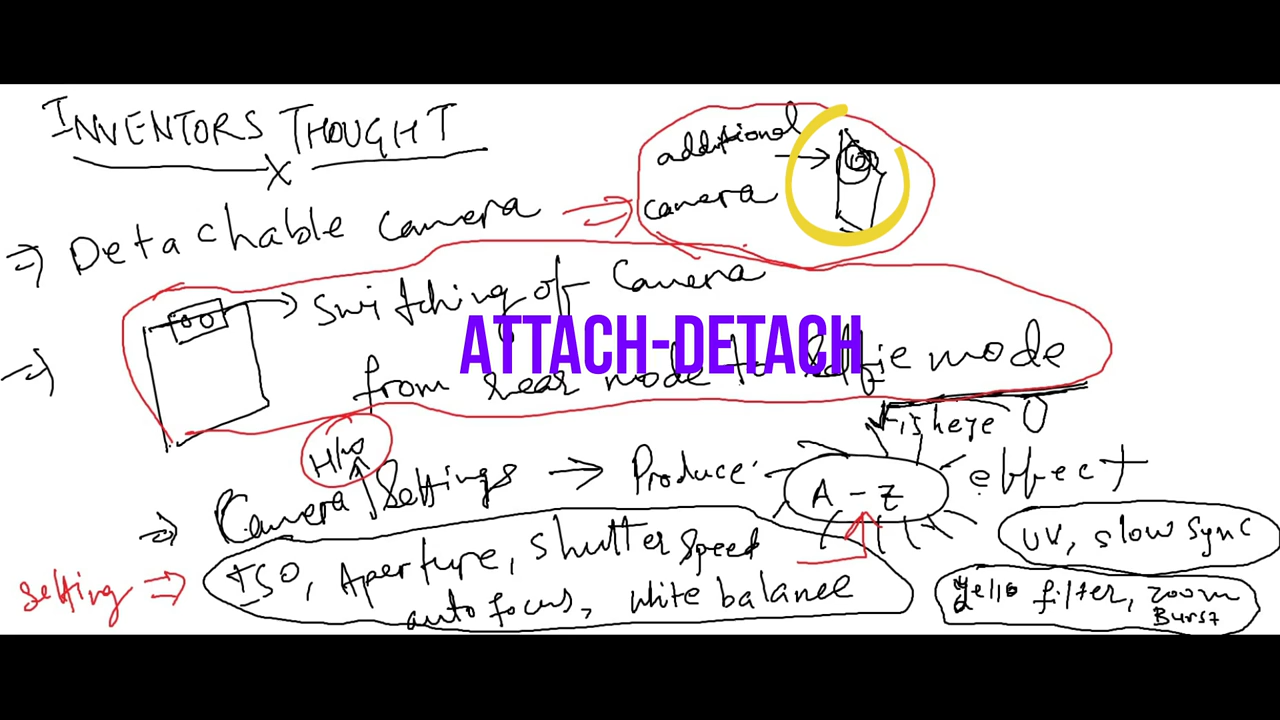 INVENTORS THOUGHT
X
=> Detachable Camera =>
additional →
camera
→ Switching of Camera
ATTACH-DETACH
from rear mode to Selfie mode
Fisheye
H/w
=> Camera Settings → Produce A - Z effect
UV, slow sync
Setting => ISO, Aperture, Shutter Speed
auto focus, white balance
Yello filter, zoom
Burst